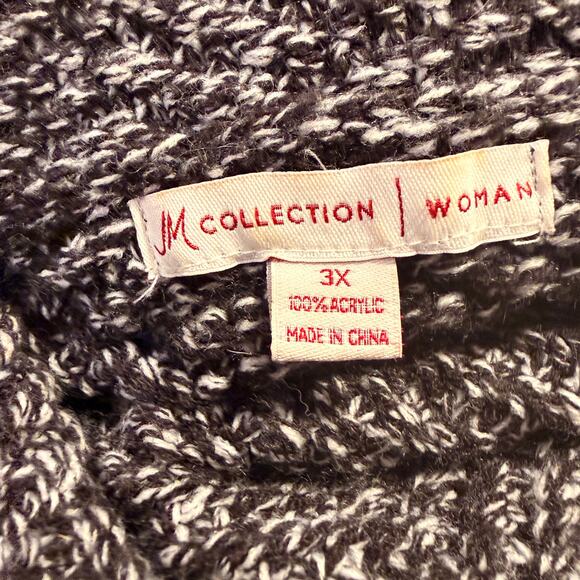 JM COLLECTION | WOMAN
3X
100% ACRYLIC
MADE IN CHINA